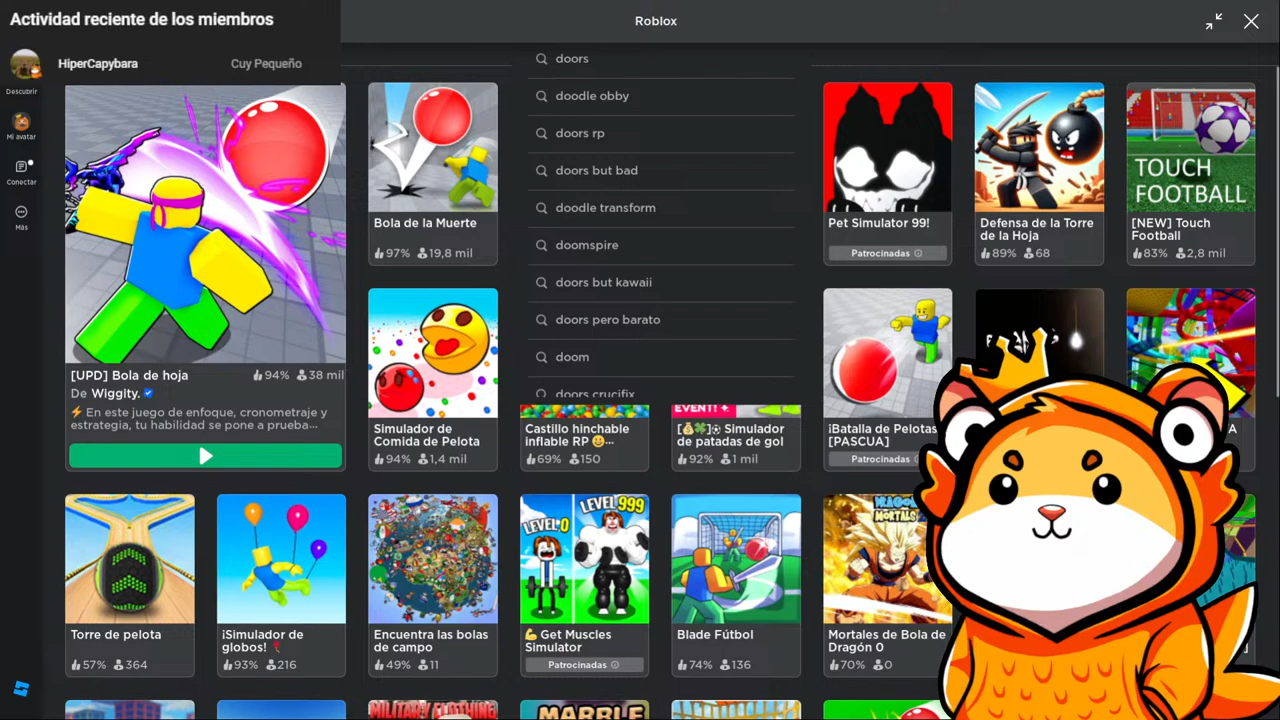 Actividad reciente de los miembros
Roblox
HiperCapybara
Cuy Pequeño
Descubrir
Mi avatar
Conectar
Más
doors
doodle obby
doors rp
doors but bad
doodle transform
doomspire
doors but kawaii
doors pero barato
doom
doors crucifix
[UPD] Bola de hoja
94% 38 mil
De Wiggity.
⚡ En este juego de enfoque, cronometraje y
estrategia, tu habilidad se pone a prueba...
Bola de la Muerte
97% 19,8 mil
Pet Simulator 99!
Patrocinadas
Defensa de la Torre
de la Hoja
89% 68
TOUCH
FOOTBALL
[NEW] Touch
Football
83% 2,8 mil
Simulador de
Comida de Pelota
94% 1,4 mil
Castillo hinchable
inflable RP 😀...
69% 150
EVENT!
[💰🍀]⚽ Simulador
de patadas de gol
92% 1 mil
¡Batalla de Pelotas
[PASCUA]
Patrocinadas
Torre de pelota
57% 364
¡Simulador de
globos! 🎈
93% 216
Encuentra las bolas
de campo
49% 11
LEVEL 0
LEVEL 999
💪 Get Muscles
Simulator
Patrocinadas
Blade Fútbol
74% 136
DRAGON
MORTALS
Mortales de Bola de
Dragón 0
70% 0
MILITARY CLOTHING
MARBLE